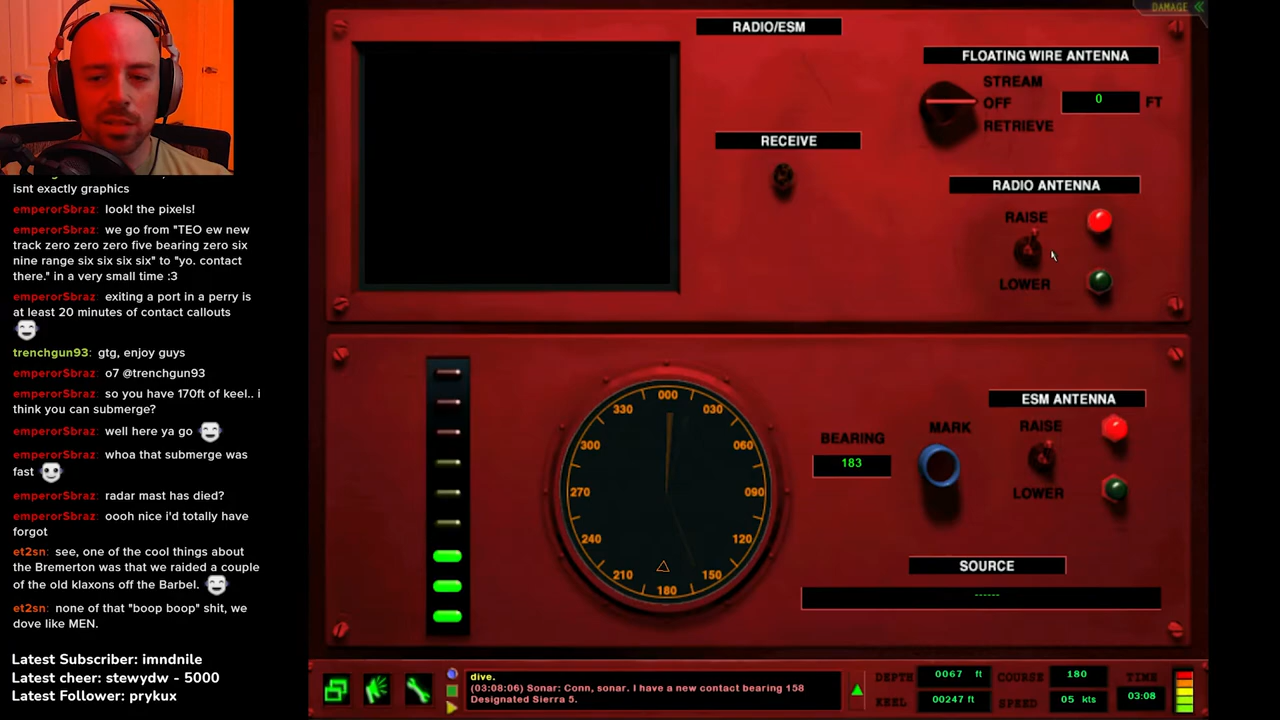 isnt exactly graphics
emperorSbraz: look! the pixels!
emperorSbraz: we go from "TEO ew new
track zero zero zero five bearing zero six
nine range six six six six" to "yo. contact
there." in a very small time :3
emperorSbraz: exiting a port in a perry is
at least 20 minutes of contact callouts
trenchgun93: gtg, enjoy guys
emperorSbraz: o7 @trenchgun93
emperorSbraz: so you have 170ft of keel.. i
think you can submerge?
emperorSbraz: well here ya go
emperorSbraz: whoa that submerge was
fast
emperorSbraz: radar mast has died?
emperorSbraz: oooh nice i'd totally have
forgot
et2sn: see, one of the cool things about
the Bremerton was that we raided a couple
of the old klaxons off the Barbel.
et2sn: none of that "boop boop" shit, we
dove like MEN.
Latest Subscriber: imndnile
Latest cheer: stewydw - 5000
Latest Follower: prykux
DAMAGE
RADIO/ESM
FLOATING WIRE ANTENNA
STREAM
OFF
RETRIEVE
0
FT
RECEIVE
RADIO ANTENNA
RAISE
LOWER
000
030
060
090
120
150
180
210
240
270
300
330
BEARING
183
MARK
ESM ANTENNA
RAISE
LOWER
SOURCE
------
dive.
(03:08:06) Sonar: Conn, sonar. I have a new contact bearing 158
Designated Sierra 5.
DEPTH 0067 ft COURSE 180 TIME
KEEL 00247 ft SPEED 05 kts 03:08